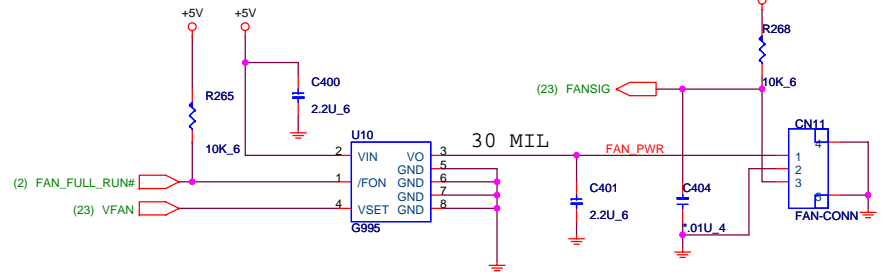 +5V +5V
R268
C400
R265
(23) FANSIG
10K_6
2.2U_6
CN11
U10
10K_6
30 MIL
4
2 VIN VO 3 FAN_PWR 1
GND 5
(2) FAN_FULL_RUN# 1 /FON GND 6 2
GND 7 3
(23) VFAN 4 VSET GND 8
C401
C404
5
2.2U_6
G995
FAN-CONN
*.01U_4